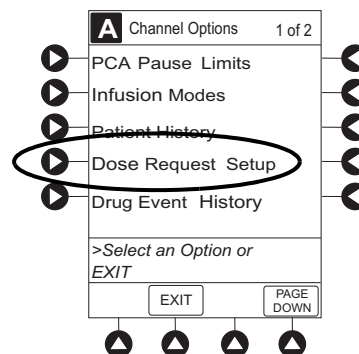 A Channel Options 1 of 2
PCA Pause Limits
Infusion Modes
Patient History
Dose Request Setup
Drug Event History
>Select an Option or
EXIT
EXIT PAGE
DOWN